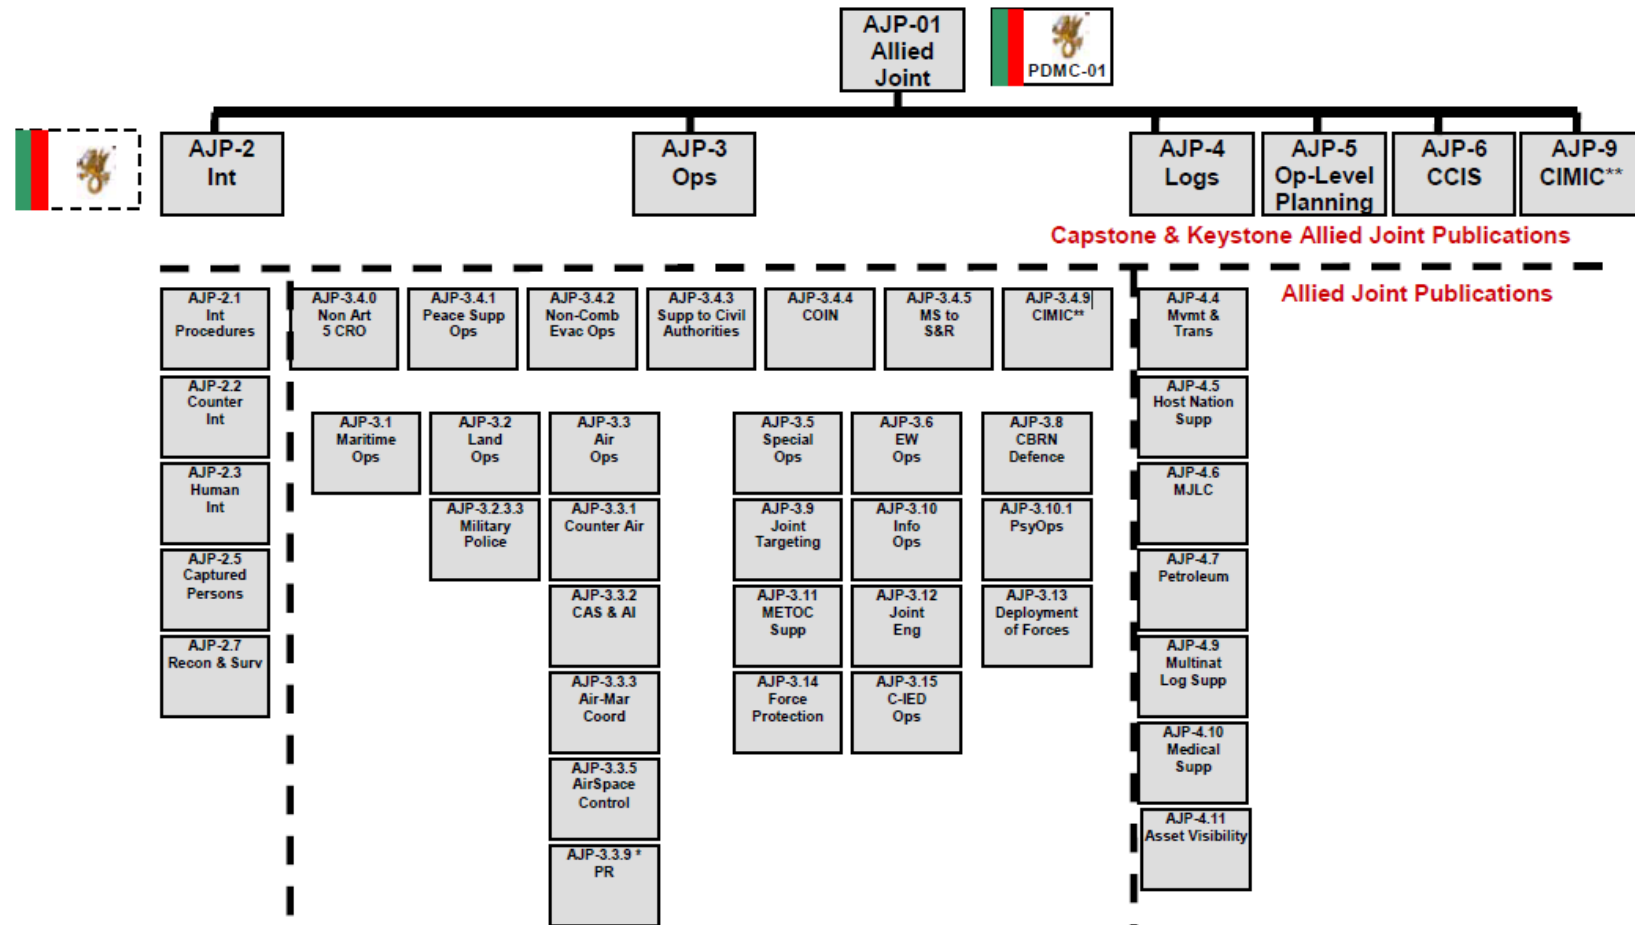 AJP-01
Allied
Joint
PDMC-01
AJP-2
Int
AJP-3
Ops
AJP-4
Logs
AJP-5
Op-Level
Planning
AJP-6
CCIS
AJP-9
CIMIC**
Capstone & Keystone Allied Joint Publications
Allied Joint Publications
AJP-2.1
Int
Procedures
AJP-2.2
Counter
Int
AJP-2.3
Human
Int
AJP-2.5
Captured
Persons
AJP-2.7
Recon & Surv
AJP-3.4.0
Non Art
5 CRO
AJP-3.4.1
Peace Supp
Ops
AJP-3.4.2
Non-Comb
Evac Ops
AJP-3.4.3
Supp to Civil
Authorities
AJP-3.4.4
COIN
AJP-3.4.5
MS to
S&R
AJP-3.4.9
CIMIC**
AJP-3.1
Maritime
Ops
AJP-3.2
Land
Ops
AJP-3.2.3.3
Military
Police
AJP-3.3
Air
Ops
AJP-3.3.1
Counter Air
AJP-3.3.2
CAS & AI
AJP-3.3.3
Air-Mar
Coord
AJP-3.3.5
AirSpace
Control
AJP-3.3.9 *
PR
AJP-3.5
Special
Ops
AJP-3.6
EW
Ops
AJP-3.8
CBRN
Defence
AJP-3.9
Joint
Targeting
AJP-3.10
Info
Ops
AJP-3.10.1
PsyOps
AJP-3.11
METOC
Supp
AJP-3.12
Joint
Eng
AJP-3.13
Deployment
of Forces
AJP-3.14
Force
Protection
AJP-3.15
C-IED
Ops
AJP-4.4
Mvmt &
Trans
AJP-4.5
Host Nation
Supp
AJP-4.6
MJLC
AJP-4.7
Petroleum
AJP-4.9
Multinat
Log Supp
AJP-4.10
Medical
Supp
AJP-4.11
Asset Visibility